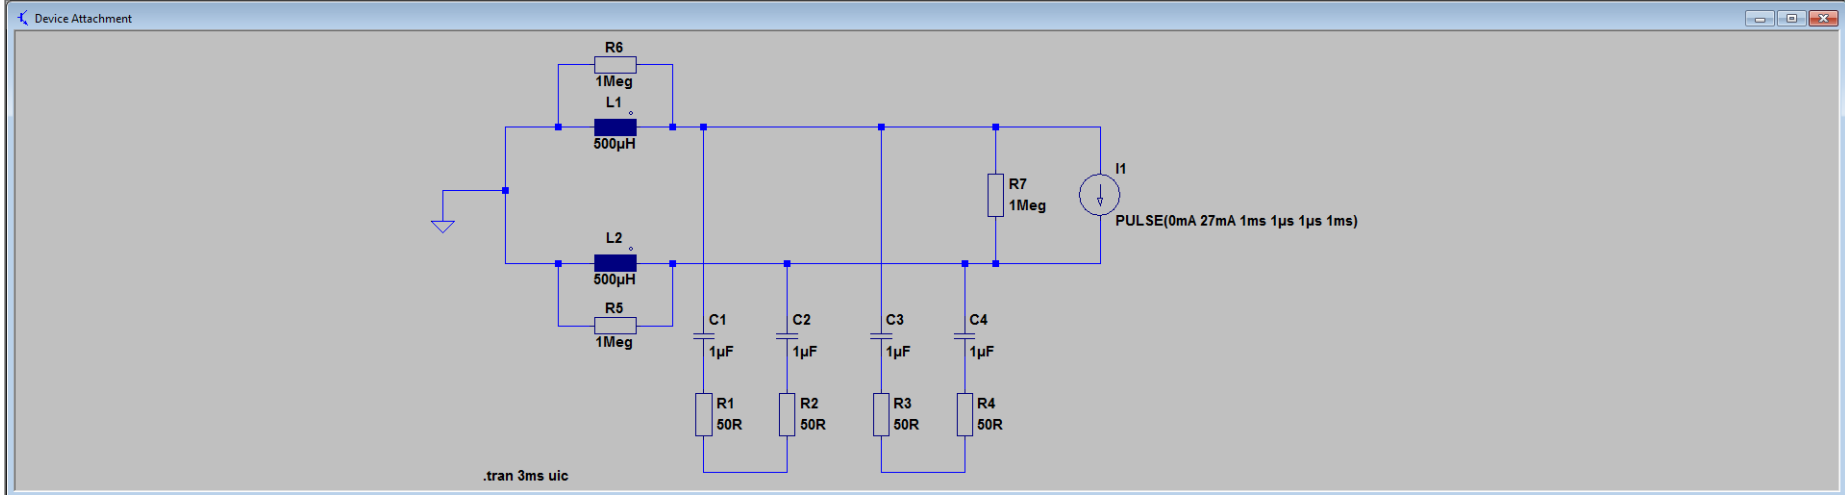 Device Attachment
R6
1Meg
L1
500µH
I1
R7
1Meg
PULSE(0mA 27mA 1ms 1µs 1µs 1ms)
L2
500µH
R5
1Meg
C1
1µF
C2
1µF
C3
1µF
C4
1µF
R1
50R
R2
50R
R3
50R
R4
50R
.tran 3ms uic